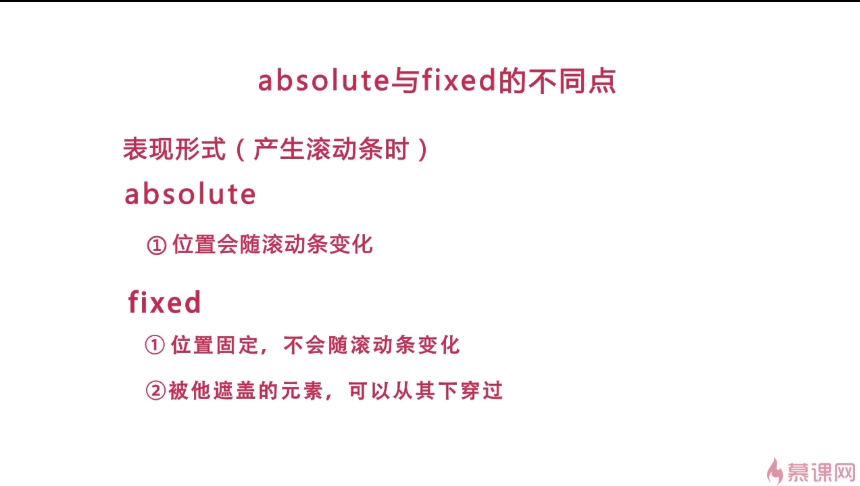 absolute与fixed的不同点
表现形式（产生滚动条时）
absolute
①位置会随滚动条变化
fixed
①位置固定，不会随滚动条变化
②被他遮盖的元素，可以从其下穿过
慕课网